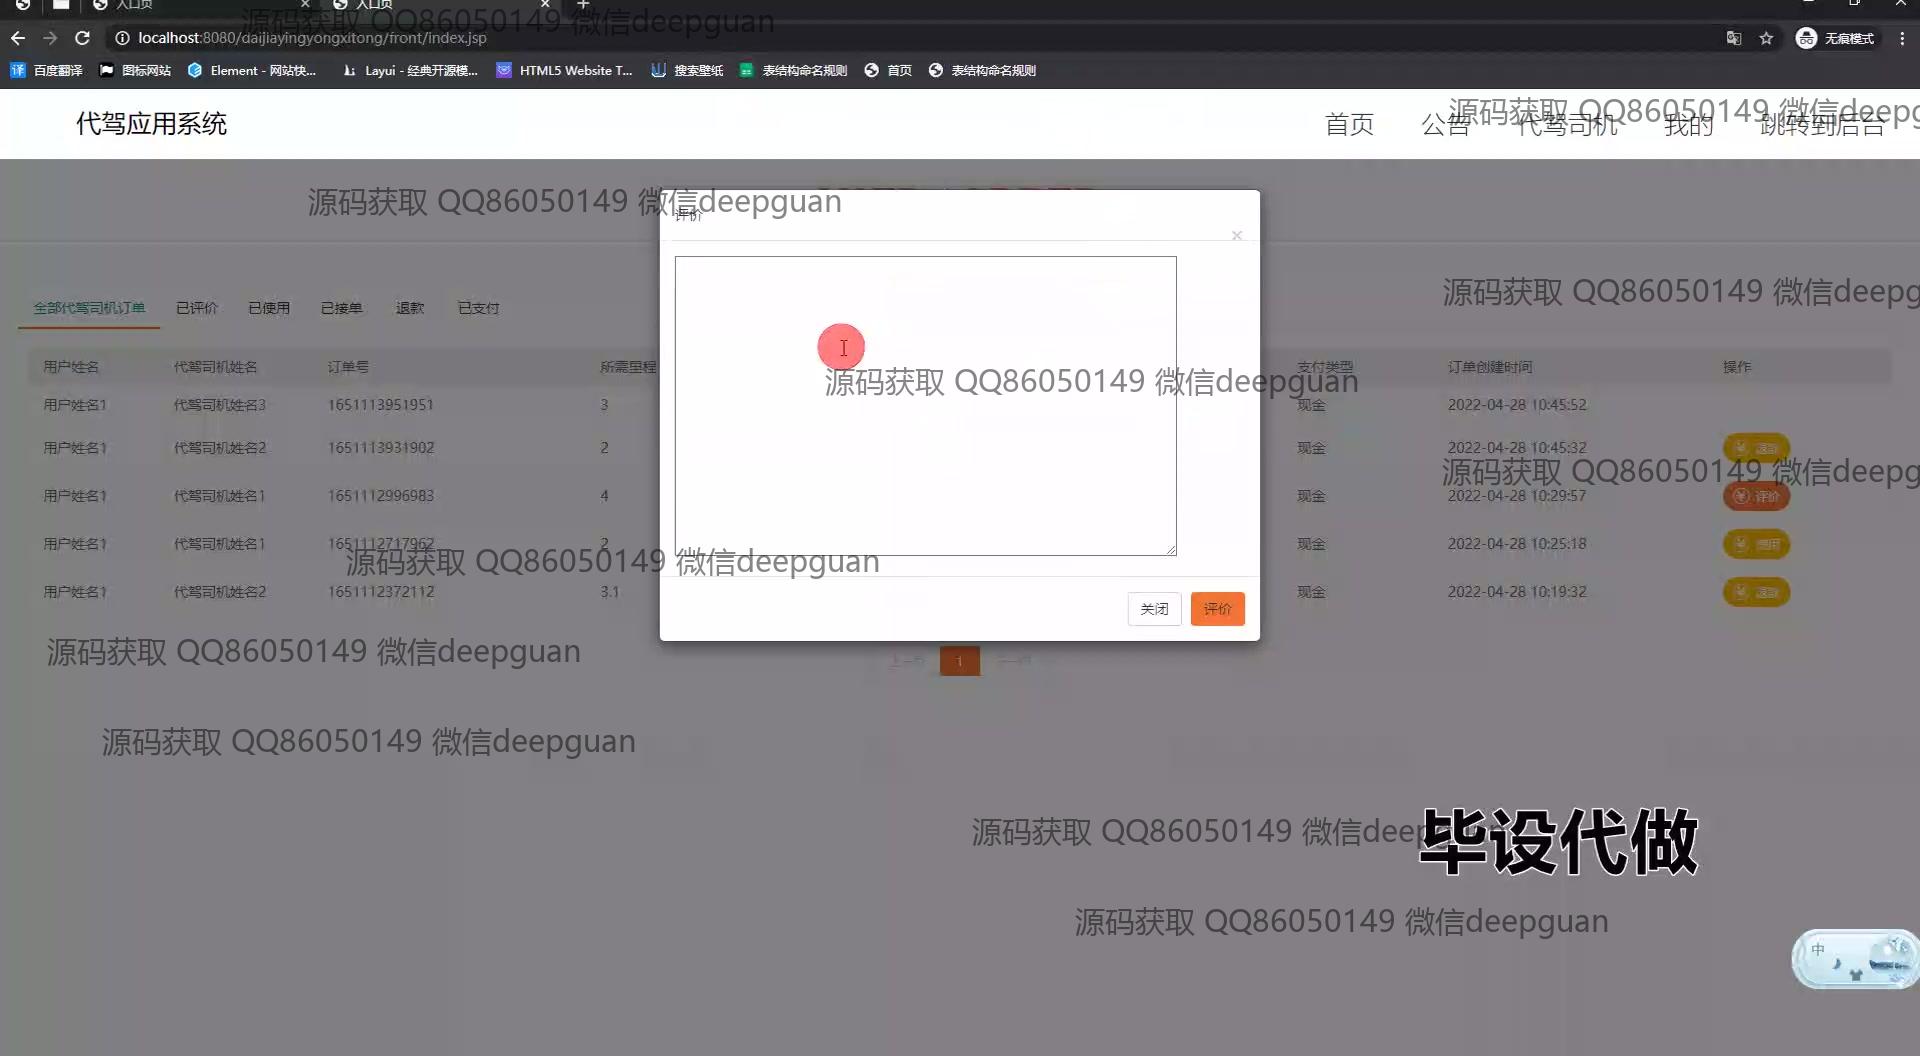 入口页 入口页
localhost:8080/daijiayingyongxitong/front/index.jsp 无痕模式
百度翻译 图标网站 Element - 网站快... Layui - 经典开源模... HTML5 Website T... 搜索壁纸 表结构命名规则 首页 表结构命名规则
源码获取 QQ86050149 微信deepguan
代驾应用系统 首页 公告 代驾司机 我的 跳转到后台
源码获取 QQ86050149 微信deepg
源码获取 QQ86050149 微信deepguan
评价
×
源码获取 QQ86050149 微信deepg
全部代驾司机订单 已评价 已使用 已接单 退款 已支付
用户姓名 代驾司机姓名 订单号 所需里程 支付类型 订单创建时间 操作
源码获取 QQ86050149 微信deepguan
用户姓名1 代驾司机姓名3 1651113951951 3 现金 2022-04-28 10:45:52
用户姓名1 代驾司机姓名2 1651113931902 2 现金 2022-04-28 10:45:32 退款
源码获取 QQ86050149 微信deepg
用户姓名1 代驾司机姓名1 1651112996983 4 现金 2022-04-28 10:29:57 评价
用户姓名1 代驾司机姓名1 1651112717962 2 现金 2022-04-28 10:25:18
源码获取 QQ86050149 微信deepguan
用户姓名1 代驾司机姓名2 1651112372112 3.1 现金 2022-04-28 10:19:32 退款
关闭 评价
源码获取 QQ86050149 微信deepguan
上一页 1 下一页
源码获取 QQ86050149 微信deepguan
源码获取 QQ86050149 微信deepguan
毕设代做
源码获取 QQ86050149 微信deepguan
中